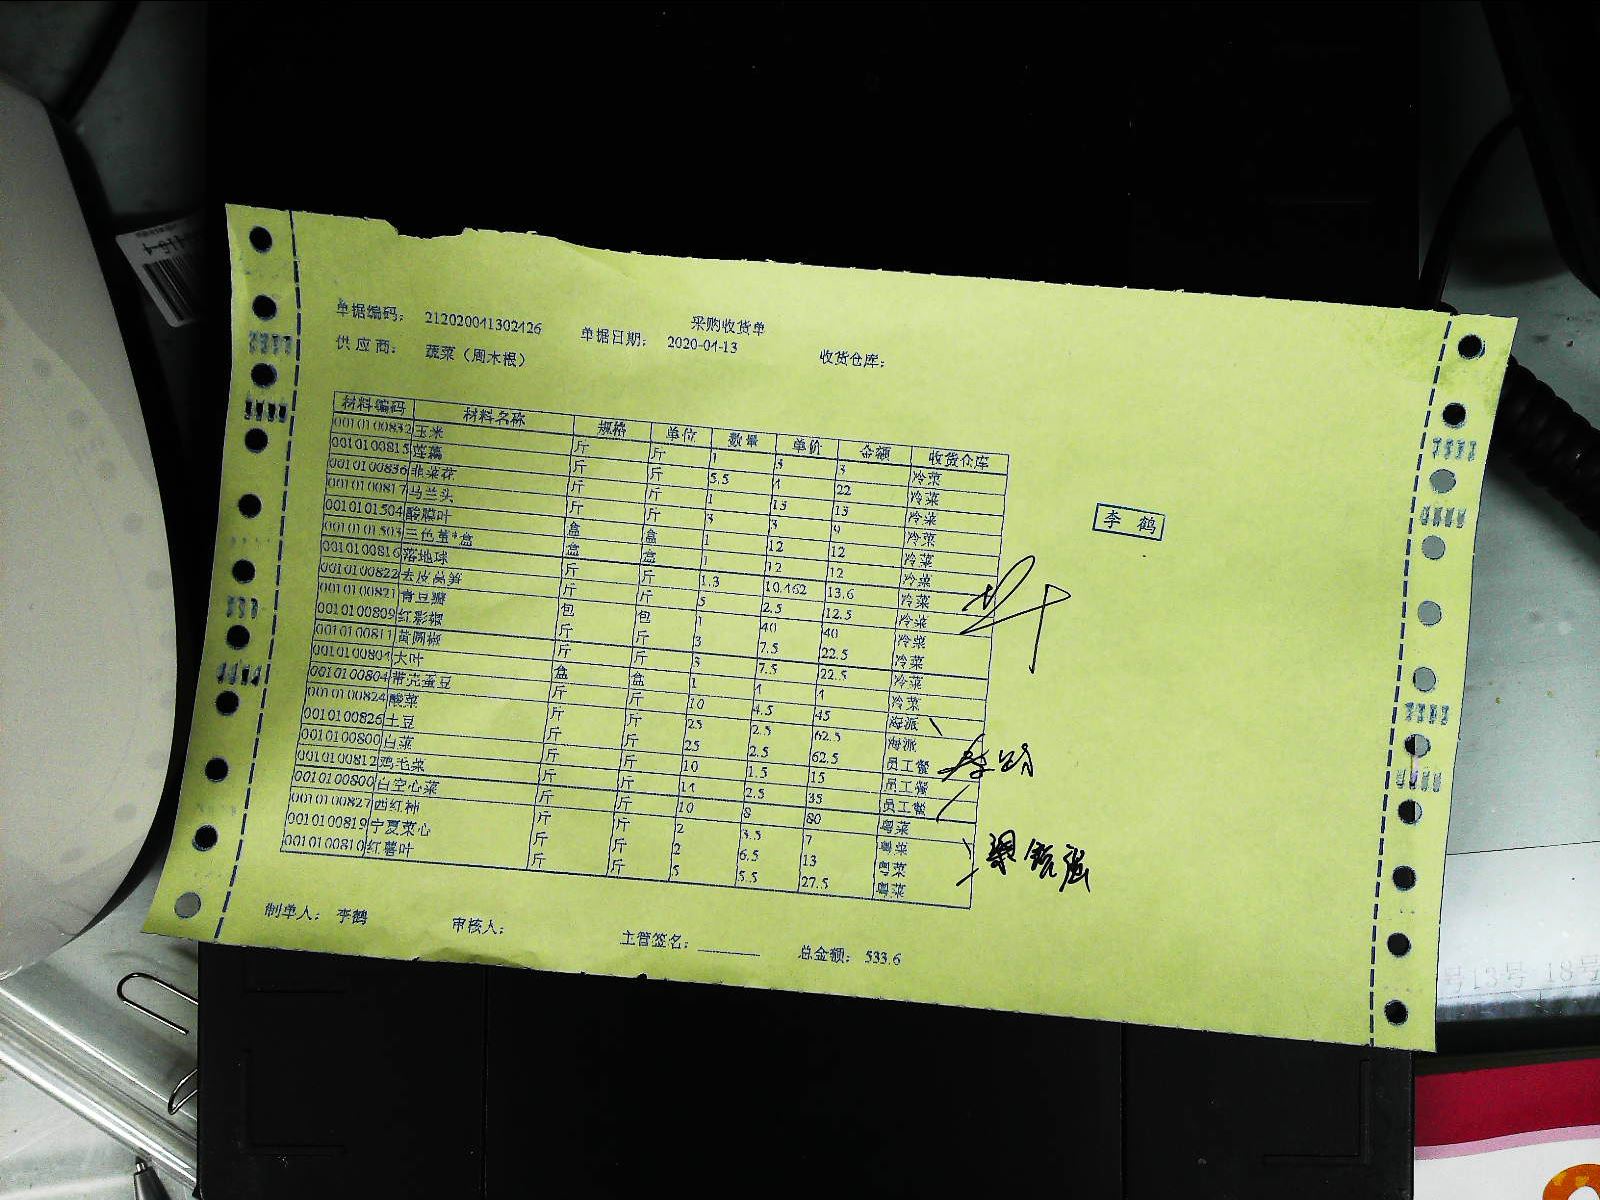 采购收货单
单据编码： 212020041302426 单据日期： 2020-04-13
供应商： 蔬菜（周木根） 收货仓库：
材料编码 材料名称 规格 单位 数量 单价 金额 收货仓库
0010100832 玉米 斤 斤 1 3 3 冷菜
0010100815 莲藕 斤 斤 5.5 4 22 冷菜
0010100836 韭菜花 斤 斤 1 13 13 冷菜
0010100817 马兰头 斤 斤 3 3 9 冷菜
0010101504 酸膜叶 盒 盒 1 12 12 冷菜
0010101503 三色堇*盒 盒 盒 1 12 12 冷菜
0010100816 落地球 斤 斤 1.3 10.462 13.6 冷菜
0010100822 去皮莴笋 斤 斤 5 2.5 12.5 冷菜
0010100821 青豆瓣 包 包 1 40 40 冷菜
0010100809 红彩椒 斤 斤 3 7.5 22.5 冷菜
0010100811 黄圆椒 斤 斤 3 7.5 22.5 冷菜
0010100801 大叶 盒 盒 1 4 4 冷菜
0010100804 带壳蚕豆 斤 斤 10 4.5 45 海派
0010100824 酸菜 斤 斤 25 2.5 62.5 海派
0010100826 土豆 斤 斤 25 2.5 62.5 员工餐
0010100800 白菜 斤 斤 10 1.5 15 员工餐
0010100812 鸡毛菜 斤 斤 14 2.5 35 员工餐
0010100800 白空心菜 斤 斤 10 8 80 粤菜
0010100827 西红柿 斤 斤 2 3.5 7 粤菜
0010100819 宁夏菜心 斤 斤 2 6.5 13 粤菜
0010100810 红薯叶 斤 斤 5 5.5 27.5 粤菜
李 鹤
制单人： 李鹤 审核人： 主管签名： 总金额： 533.6
号13号 18号